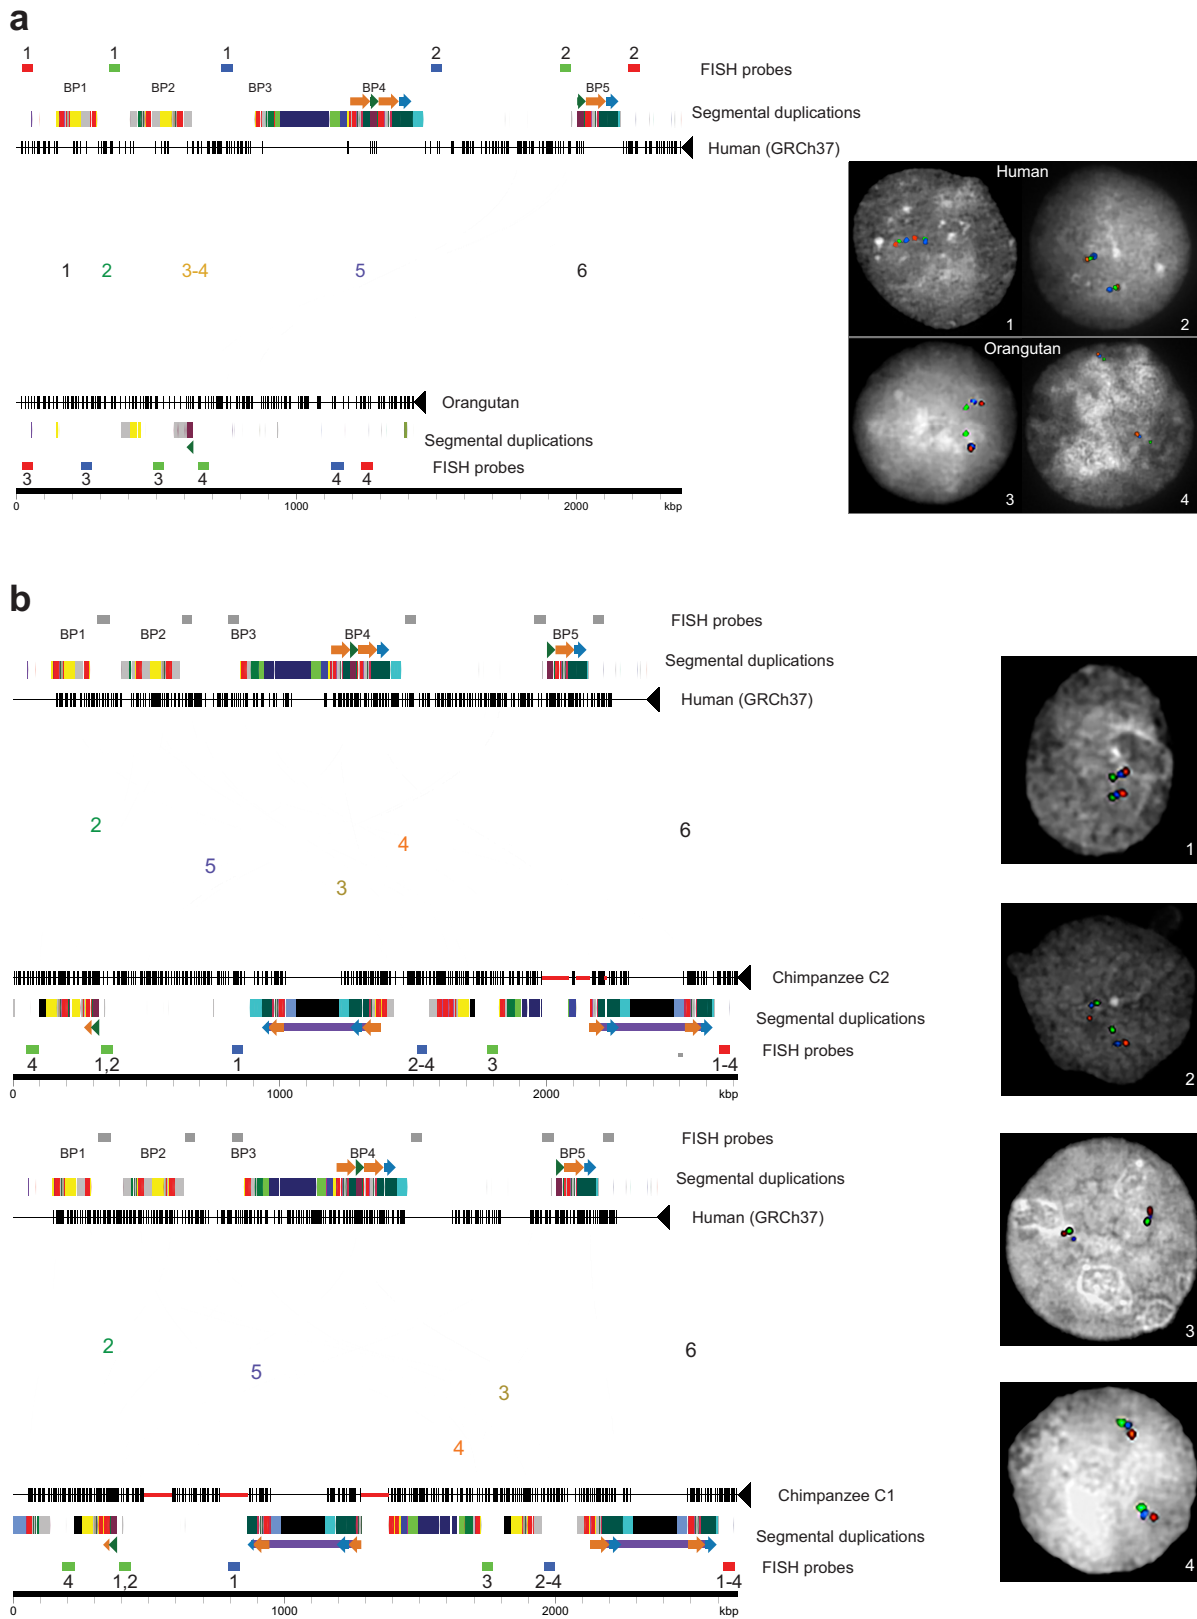 a
1 1 1 2 2 2
FISH probes
BP1 BP2 BP3 BP4 BP5
Segmental duplications
Human (GRCh37)
Human
1 2
1 2 3-4 5 6
Orangutan
3 4
Orangutan
Segmental duplications
FISH probes
3 3 3 4 4 4
0 1000 2000 kbp
b
FISH probes
BP1 BP2 BP3 BP4 BP5
Segmental duplications
Human (GRCh37)
1
2
6
4
5
3
Chimpanzee C2
Segmental duplications
FISH probes
4 1,2 1 2-4 3 1-4
0 1000 2000 kbp
2
FISH probes
BP1 BP2 BP3 BP4 BP5
Segmental duplications
Human (GRCh37)
3
2
6
5
3
4
Chimpanzee C1
Segmental duplications
FISH probes
4 1,2 1 3 2-4 1-4
0 1000 2000 kbp
4